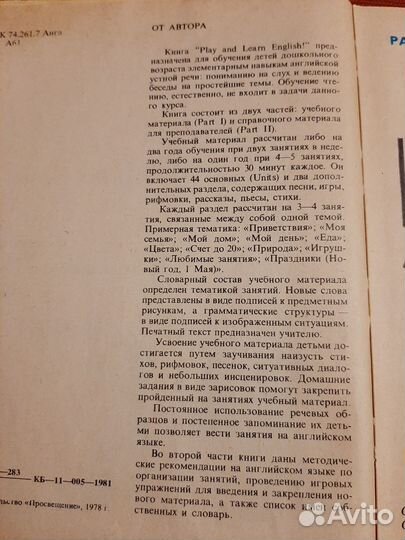 К 74.261.7 Анга
А61
ОТ АВТОРА
Книга "Play and Learn English!" пред-
назначена для обучения детей дошкольного
возраста элементарным навыкам английской
устной речи: пониманию на слух и ведению
беседы на простейшие темы. Обучение чте-
нию, естественно, не входит в задачи данно-
го курса.
Книга состоит из двух частей: учебного
материала (Part I) и справочного материала
для преподавателей (Part II).
Учебный материал рассчитан либо на
два года обучения при двух занятиях в неде-
лю, либо на один год при 4—5 занятиях,
продолжительностью 30 минут каждое. Он
включает 44 основных (Units) и два допол-
нительных раздела, содержащих песни, игры,
рифмовки, рассказы, пьесы, стихи.
Каждый раздел рассчитан на 3—4 заня-
тия, связанные между собой одной темой.
Примерная тематика: «Приветствия»; «Моя
семья»; «Мой дом»; «Мой день»; «Еда»;
«Цвета»; «Счет до 20»; «Природа»; «Игруш-
ки»; «Любимые занятия»; «Праздники (Но-
вый год, 1 Мая)».
Словарный состав учебного материала
определен тематикой занятий. Новые слова
представлены в виде подписей к предметным
рисункам, а грамматические структуры —
в виде подписей к изображенным ситуациям.
Печатный текст предназначен учителю.
Усвоение учебного материала детьми до-
стигается путем заучивания наизусть сти-
хов, рифмовок, песенок, ситуативных диало-
гов и небольших инсценировок. Домашние
задания в виде зарисовок помогут закрепить
пройденный на занятиях учебный материал.
Постоянное использование речевых об-
разцов и постепенное запоминание их деть-
ми позволяет вести занятия на английском
языке.
Во второй части книги даны методиче-
ские рекомендации на английском языке по
организации занятий, проведению игровых
упражнений для введения и закрепления ново-
го материала, а также список имен соб-
ственных и словарь.
—283
КБ—11—005—1981
льство «Просвещение», 1978 г.
РА
Avito